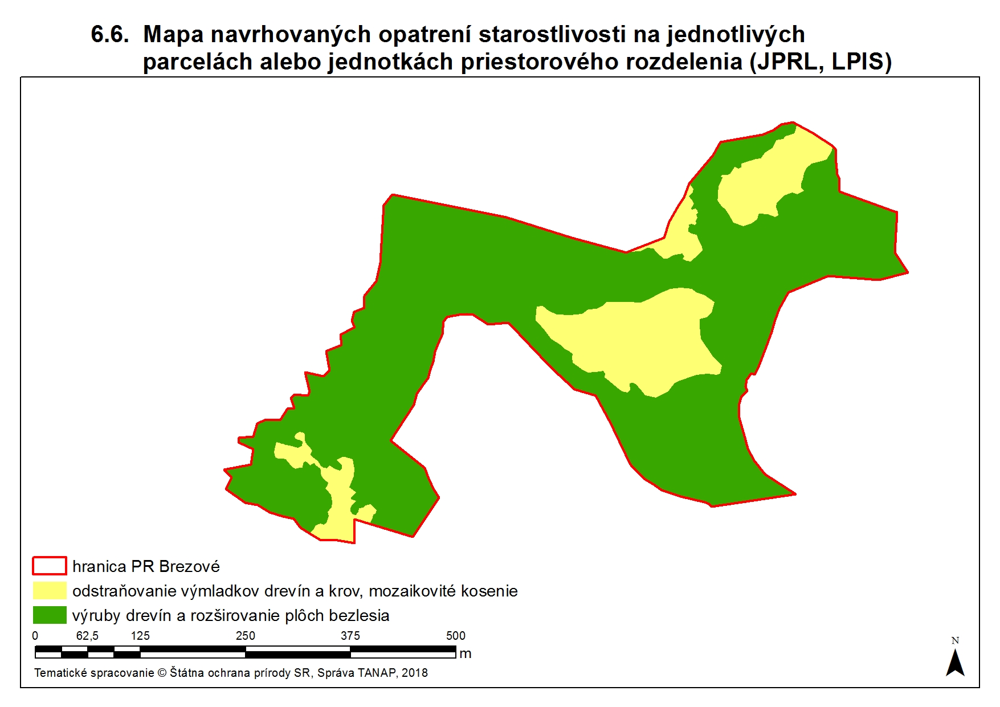 6.6. Mapa navrhovaných opatrení starostlivosti na jednotlivých
parcelách alebo jednotkách priestorového rozdelenia (JPRL, LPIS)
hranica PR Brezové
odstraňovanie výmladkov drevín a krov, mozaikovité kosenie
výruby drevín a rozširovanie plôch bezlesia
0 62,5 125 250 375 500
m
N
Tematické spracovanie © Štátna ochrana prírody SR, Správa TANAP, 2018